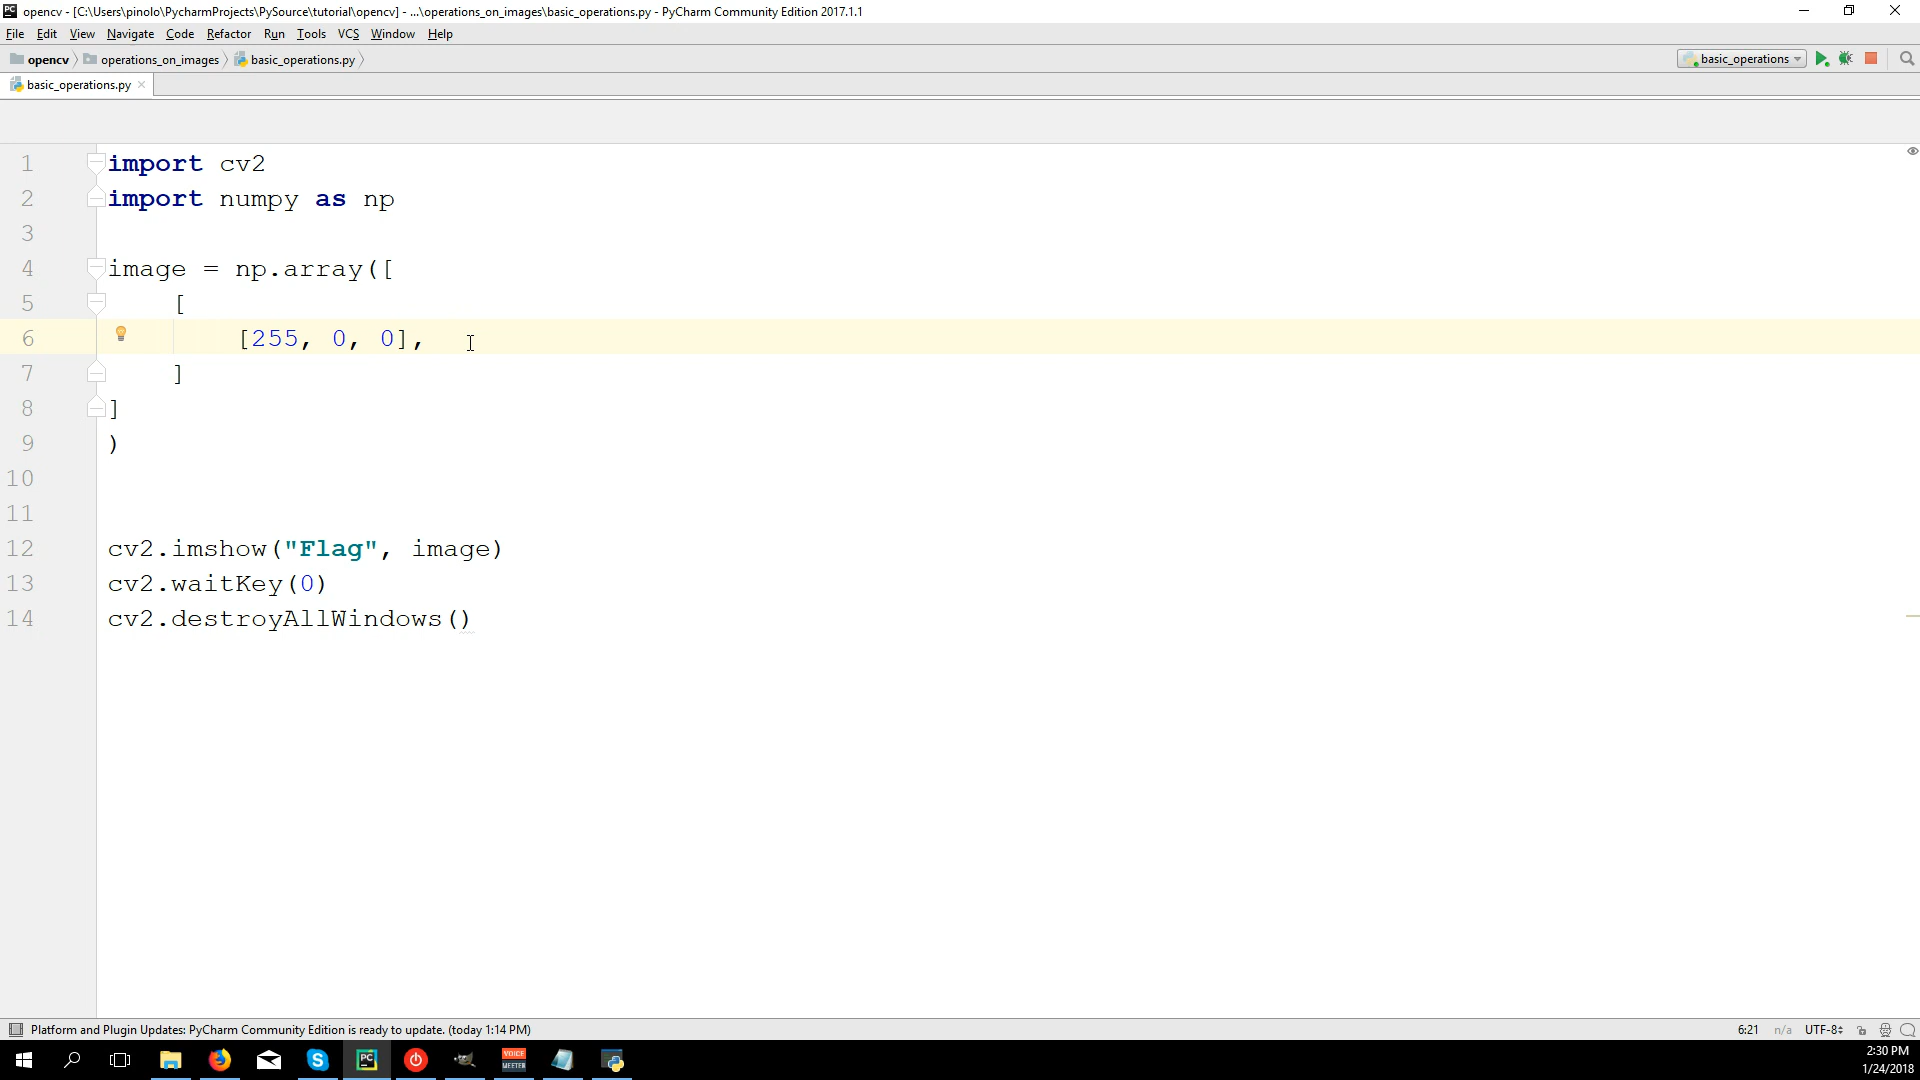 opencv - [C:\Users\pinolo\PycharmProjects\PySource\tutorial\opencv] - ...\operations_on_images\basic_operations.py - PyCharm Community Edition 2017.1.1
File Edit View Navigate Code Refactor Run Tools VCS Window Help
opencv operations_on_images basic_operations.py basic_operations
basic_operations.py
1 import cv2
2 import numpy as np
3
4 image = np.array([
5 [
6 [255, 0, 0],
7 ]
8 ]
9 )
10
11
12 cv2.imshow("Flag", image)
13 cv2.waitKey(0)
14 cv2.destroyAllWindows()
Platform and Plugin Updates: PyCharm Community Edition is ready to update. (today 1:14 PM) 6:21 n/a UTF-8
PC VOICE MEETER 2:30 PM
1/24/2018